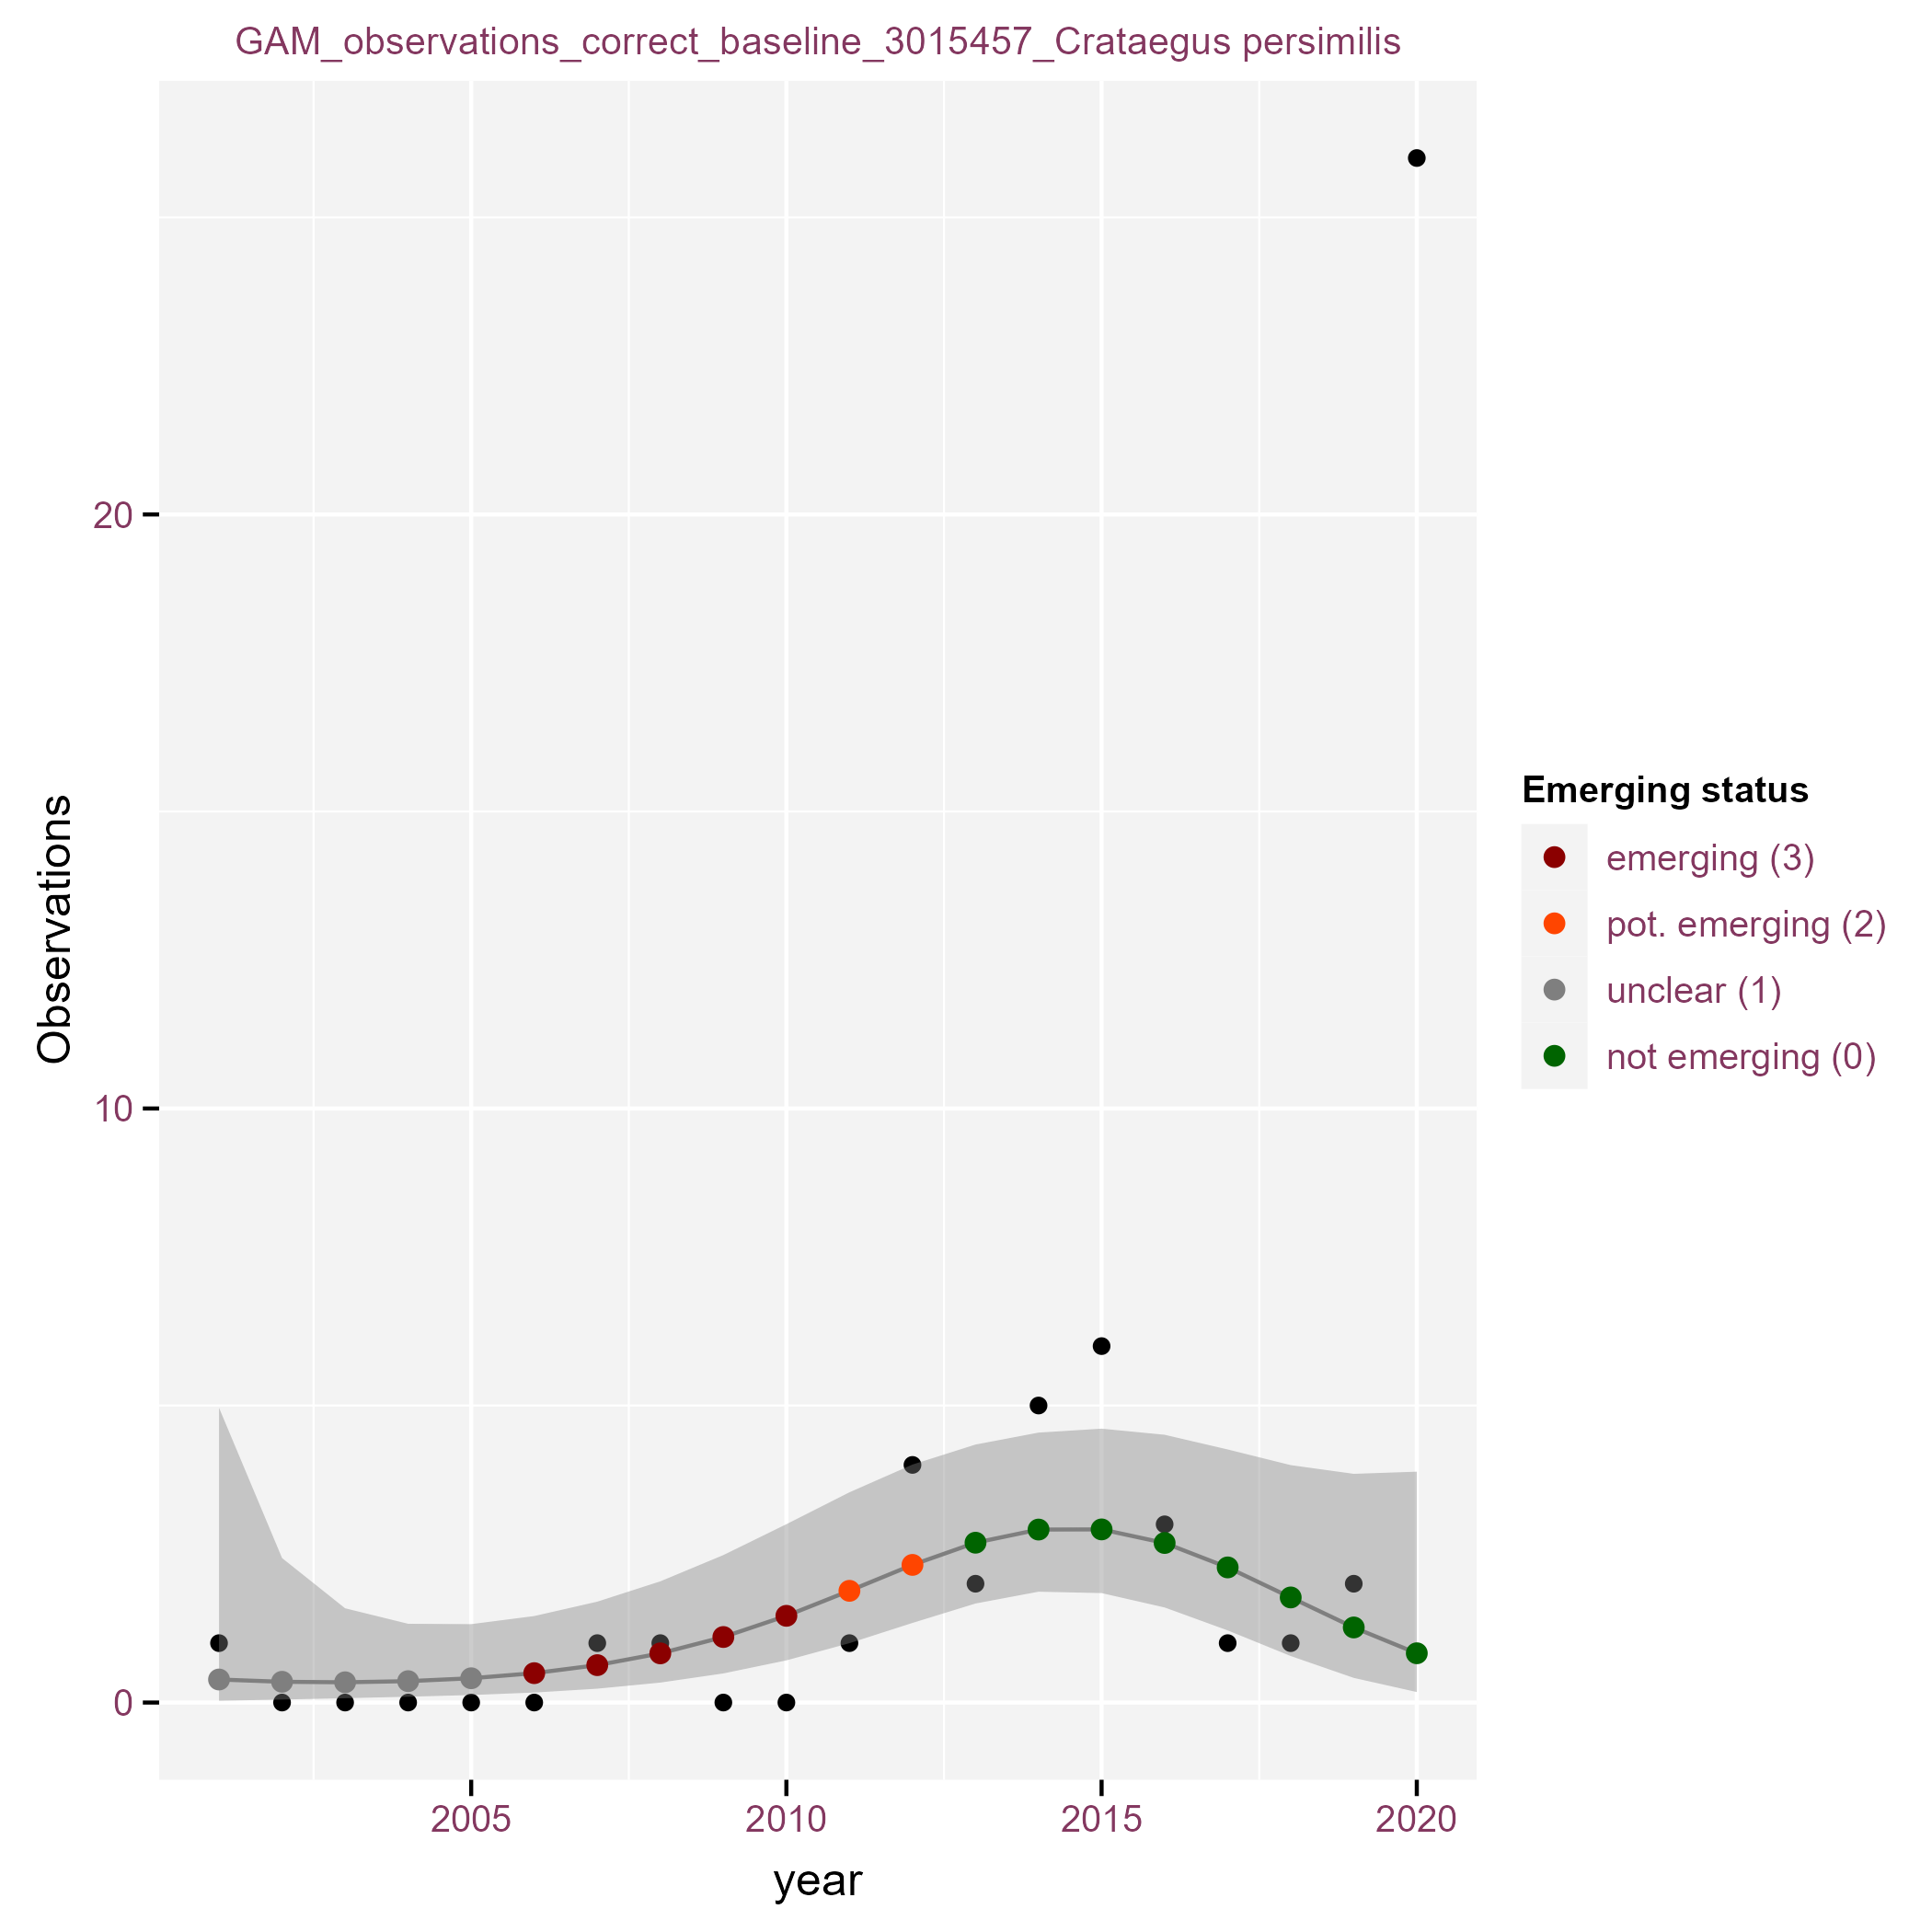 GAM_observations_correct_baseline_3015457_Crataegus persimilis
Observations
20
10
0
2005
2010
2015
2020
year
Emerging status
emerging (3)
pot. emerging (2)
unclear (1)
not emerging (0)